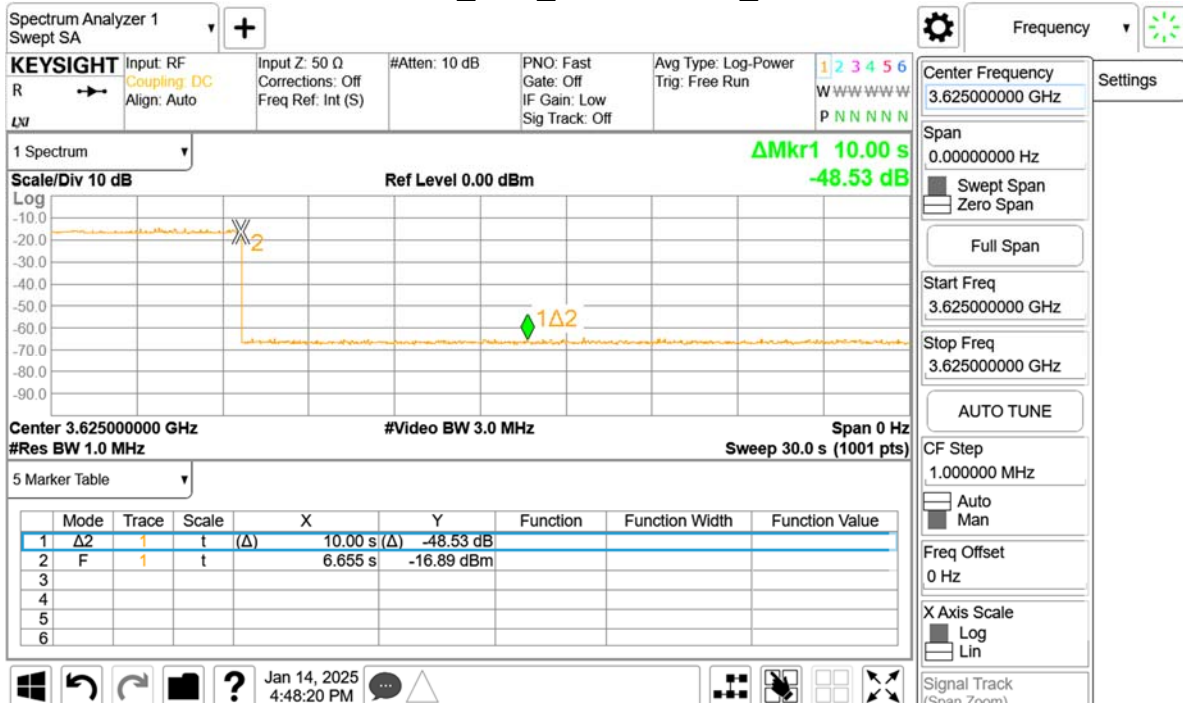 Spectrum Analyzer 1
Swept SA
Frequency
KEYSIGHT
Input: RF
Input Z: 50 Ω
#Atten: 10 dB
PNO: Fast
Avg Type: Log-Power
1 2 3 4 5 6
R
Coupling: DC
Corrections: Off
Gate: Off
Trig: Free Run
W W W W W W
Align: Auto
Freq Ref: Int (S)
IF Gain: Low
LXI
Sig Track: Off
P N N N N N
1 Spectrum
ΔMkr1 10.00 s
Scale/Div 10 dB
Ref Level 0.00 dBm
-48.53 dB
Log
-10.0
-20.0
-30.0
-40.0
-50.0
-60.0
-70.0
-80.0
-90.0
2
1Δ2
Center 3.625000000 GHz
#Video BW 3.0 MHz
Span 0 Hz
#Res BW 1.0 MHz
Sweep 30.0 s (1001 pts)
5 Marker Table
Mode Trace Scale X Y Function Function Width Function Value
1 Δ2 1 t (Δ) 10.00 s (Δ) -48.53 dB
2 F 1 t 6.655 s -16.89 dBm
3
4
5
6
?
Jan 14, 2025
4:48:20 PM
Center Frequency
3.625000000 GHz
Settings
Span
0.00000000 Hz
Swept Span
Zero Span
Full Span
Start Freq
3.625000000 GHz
Stop Freq
3.625000000 GHz
AUTO TUNE
CF Step
1.000000 MHz
Auto
Man
Freq Offset
0 Hz
X Axis Scale
Log
Lin
Signal Track
(Span Zoom)